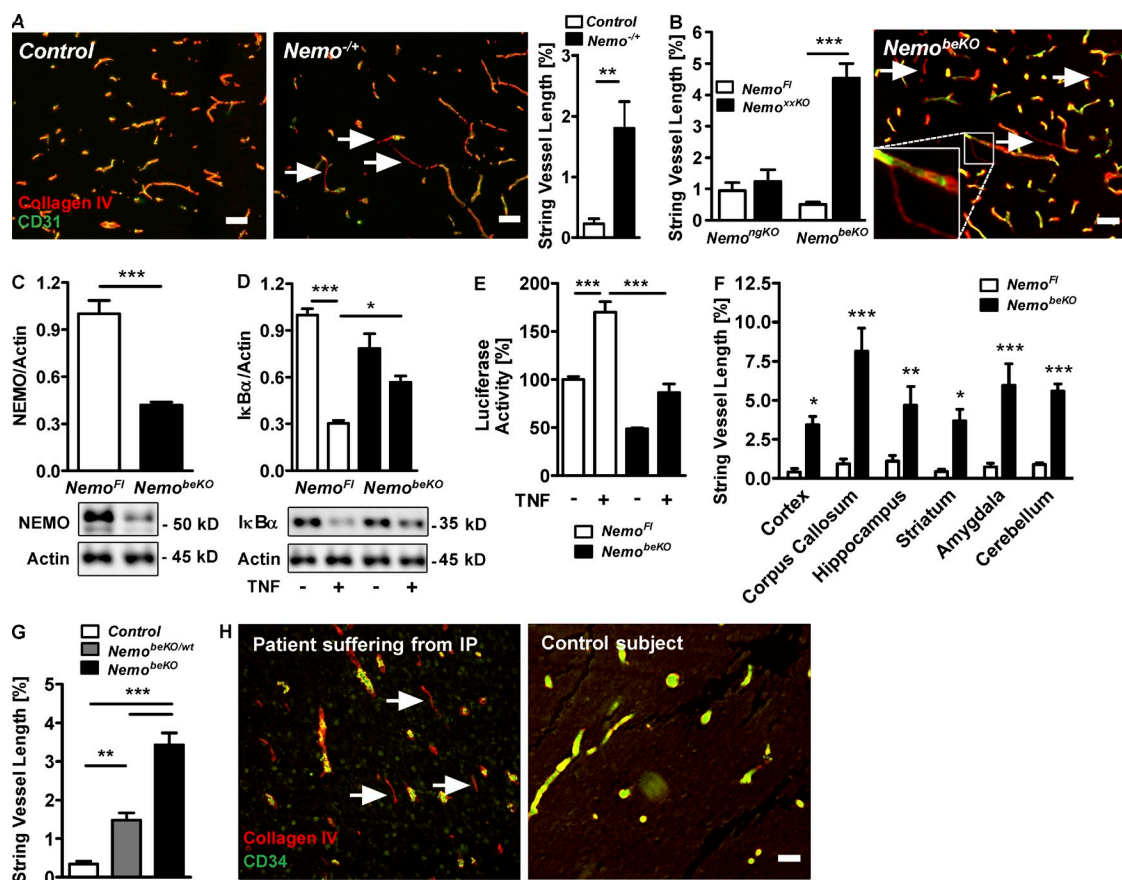 A
Control
Collagen IV
CD31
Nemo-/+
Control
Nemo-/+
String Vessel Length [%]
3
2
1
0
**
B
String Vessel Length [%]
6
5
4
3
2
1
0
***
NemoFl
NemoxxKO
NemongKO
NemobeKO
NemobeKO
C
NEMO/Actin
1.2
0.9
0.6
0.3
0.0
***
NemoFl
NemobeKO
NEMO
- 50 kD
Actin
- 45 kD
D
IκBα/Actin
1.2
0.9
0.6
0.3
0.0
***
*
NemoFl
NemobeKO
IκBα
- 35 kD
Actin
- 45 kD
TNF
- + - +
E
Luciferase
Activity [%]
200
150
100
50
0
***
***
TNF
- + - +
NemoFl
NemobeKO
F
String Vessel Length [%]
10.0
7.5
5.0
2.5
0.0
NemoFl
NemobeKO
*
***
**
*
***
***
Cortex
Corpus Callosum
Hippocampus
Striatum
Amygdala
Cerebellum
G
Control
NemobeKO/wt
NemobeKO
String Vessel Length [%]
5
4
3
2
1
0
**
***
H
Patient suffering from IP
Collagen IV
CD34
Control subject